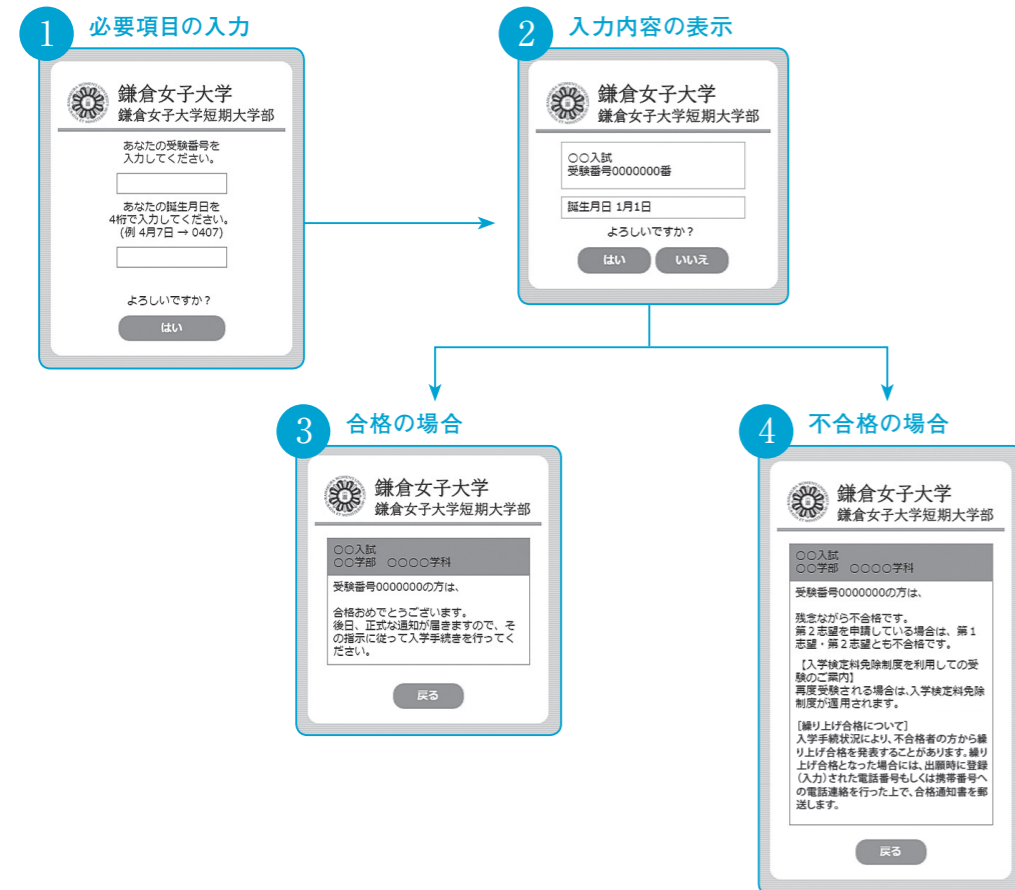 1 必要項目の入力
鎌倉女子大学
鎌倉女子大学短期大学部
あなたの受験番号を
入力してください。
あなたの誕生月日を
4桁で入力してください。
(例 4月7日 → 0407)
よろしいですか？
はい
2 入力内容の表示
鎌倉女子大学
鎌倉女子大学短期大学部
○○入試
受験番号0000000番
誕生月日 1月1日
よろしいですか？
はい いいえ
3 合格の場合
鎌倉女子大学
鎌倉女子大学短期大学部
○○入試
○○学部 ○○○○学科
受験番号0000000の方は、
合格おめでとうございます。
後日、正式な通知が届きますので、そ
の指示に従って入学手続きを行ってく
ださい。
戻る
4 不合格の場合
鎌倉女子大学
鎌倉女子大学短期大学部
○○入試
○○学部 ○○○○学科
受験番号0000000の方は、
残念ながら不合格です。
第２志望を申請している場合は、第１
志望・第２志望とも不合格です。
【入学検定料免除制度を利用しての受
験のご案内】
再度受験される場合は、入学検定料免除
制度が適用されます。
［繰り上げ合格について］
入学手続状況により、不合格者の方から繰
り上げ合格を発表することがあります。繰り
上げ合格となった場合には、出願時に登録
（入力）された電話番号もしくは携帯番号へ
の電話連絡を行った上で、合格通知書を郵
送します。
戻る